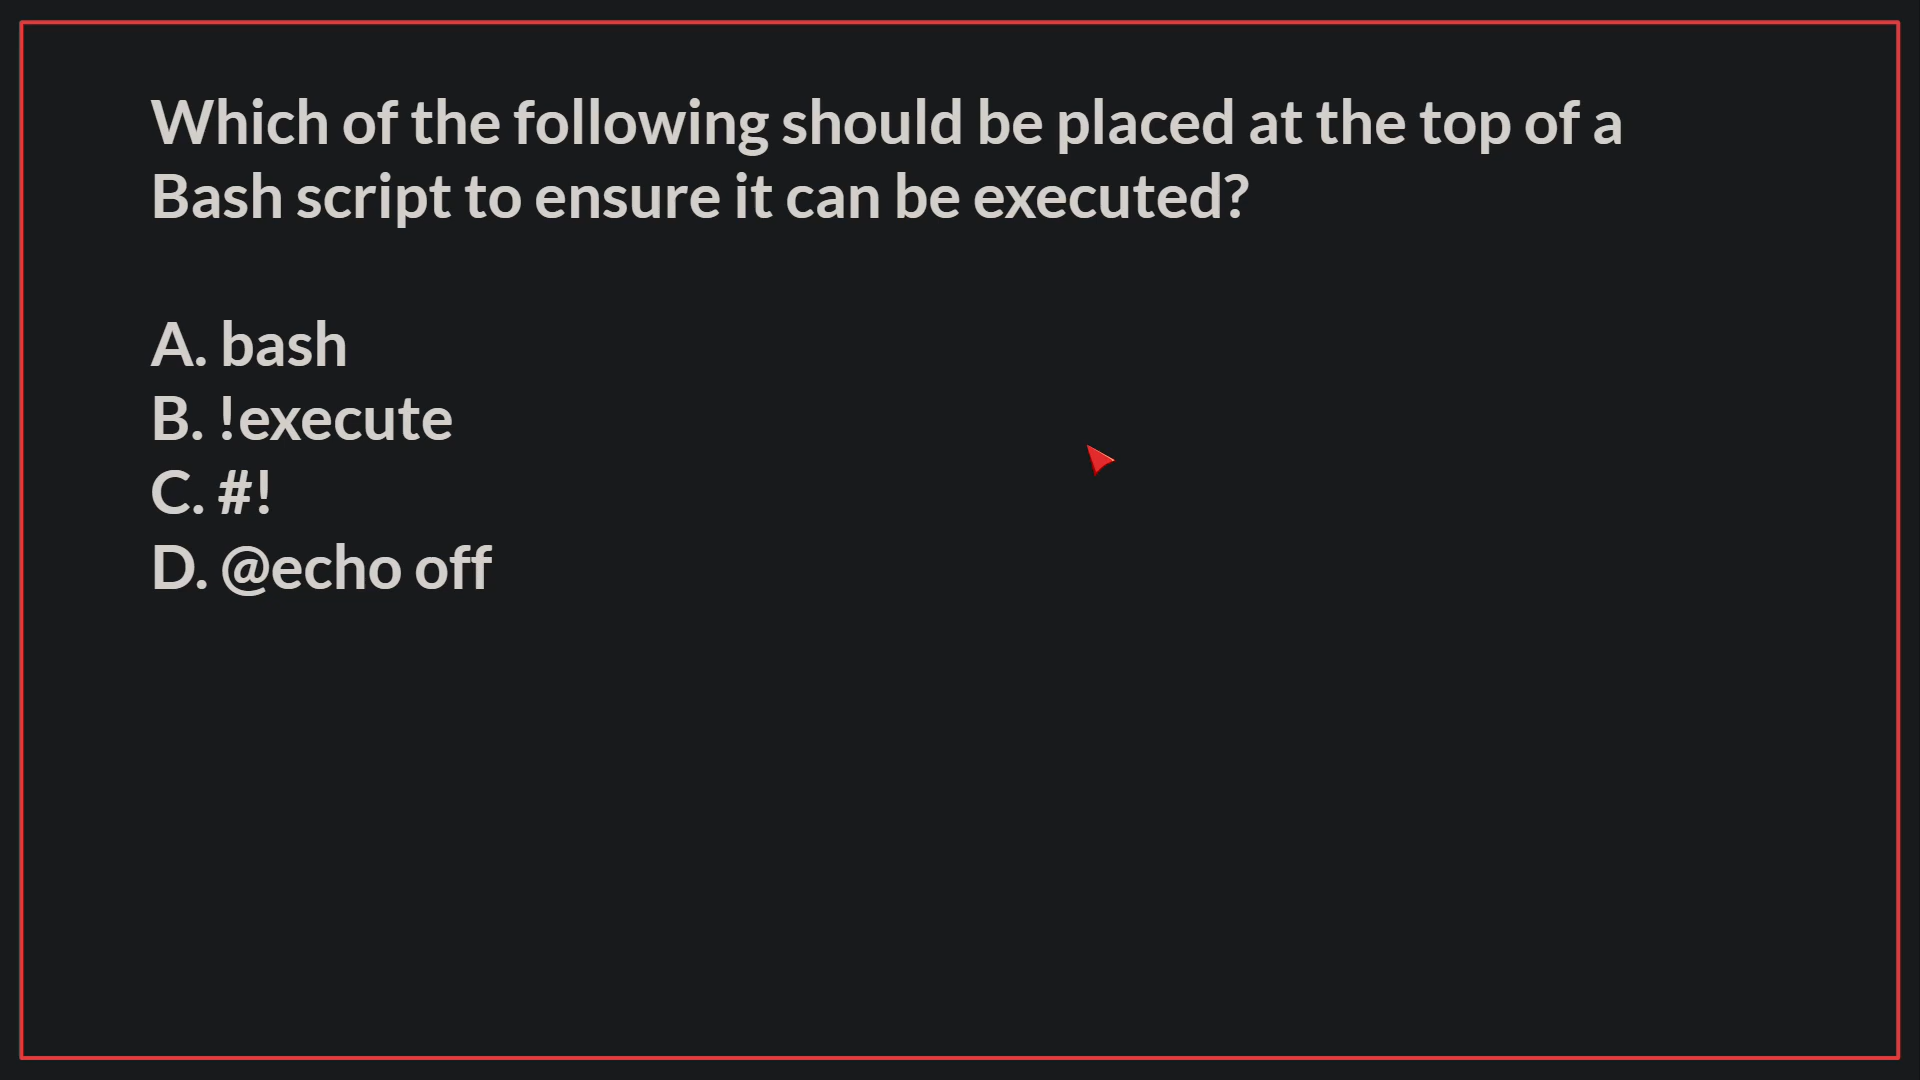 Which of the following should be placed at the top of a
Bash script to ensure it can be executed?
A. bash
B. !execute
C. #!
D. @echo off